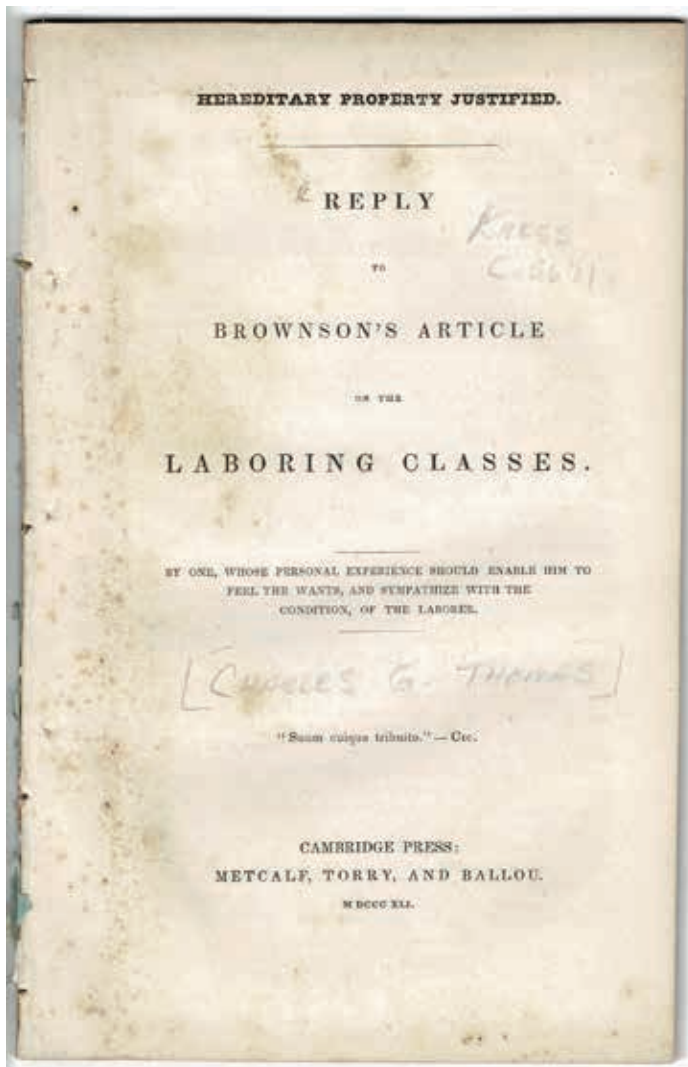 HEREDITARY PROPERTY JUSTIFIED.
REPLY
TO
BROWNSON'S ARTICLE
ON THE
LABORING CLASSES.
BY ONE, WHOSE PERSONAL EXPERIENCE SHOULD ENABLE HIM TO
FEEL THE WANTS, AND SYMPATHIZE WITH THE
CONDITION, OF THE LABORER.
[CHARLES G. THOMAS]
"Suum cuique tribuito." — Cic.
CAMBRIDGE PRESS:
METCALF, TORRY, AND BALLOU.
M DCCC XLI.
Kress